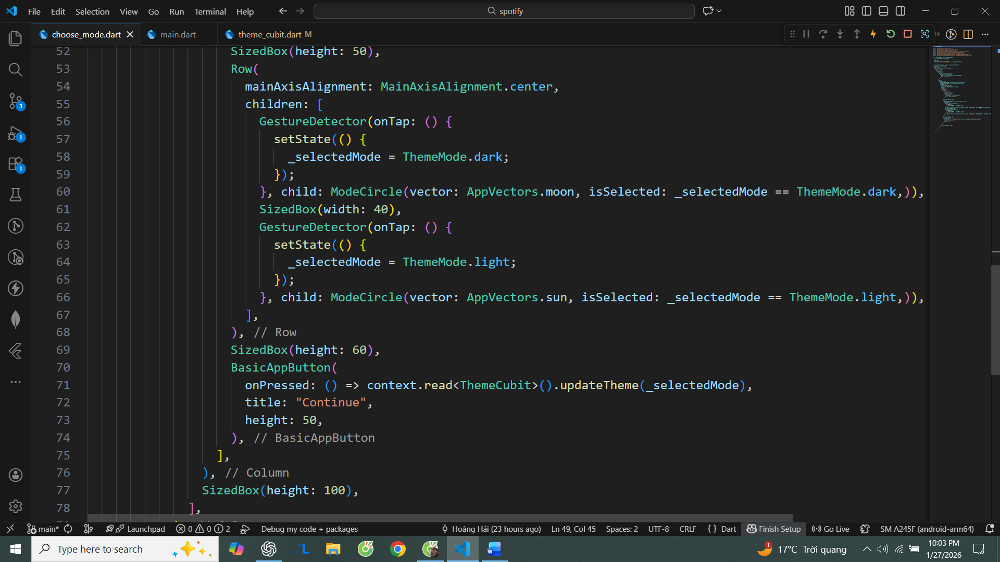 File Edit Selection View Go Run Terminal Help
spotify
choose_mode.dart
main.dart
theme_cubit.dart M
52 SizedBox(height: 50),
53 Row(
54 mainAxisAlignment: MainAxisAlignment.center,
55 children: [
56 GestureDetector(onTap: () {
57 setState(() {
58 _selectedMode = ThemeMode.dark;
59 });
60 }, child: ModeCircle(vector: AppVectors.moon, isSelected: _selectedMode == ThemeMode.dark,)),
61 SizedBox(width: 40),
62 GestureDetector(onTap: () {
63 setState(() {
64 _selectedMode = ThemeMode.light;
65 });
66 }, child: ModeCircle(vector: AppVectors.sun, isSelected: _selectedMode == ThemeMode.light,)),
67 ],
68 ), // Row
69 SizedBox(height: 60),
70 BasicAppButton(
71 onPressed: () => context.read<ThemeCubit>().updateTheme(_selectedMode),
72 title: "Continue",
73 height: 50,
74 ), // BasicAppButton
75 ],
76 ), // Column
77 SizedBox(height: 100),
78 ],
3
1
1
main* Launchpad 0 0 2 Debug my code + packages Hoàng Hải (23 hours ago) Ln 49, Col 45 Spaces: 2 UTF-8 CRLF { } Dart Finish Setup Go Live SM A245F (android-arm64)
Type here to search
1 17°C Trời quang
10:03 PM
1/27/2026